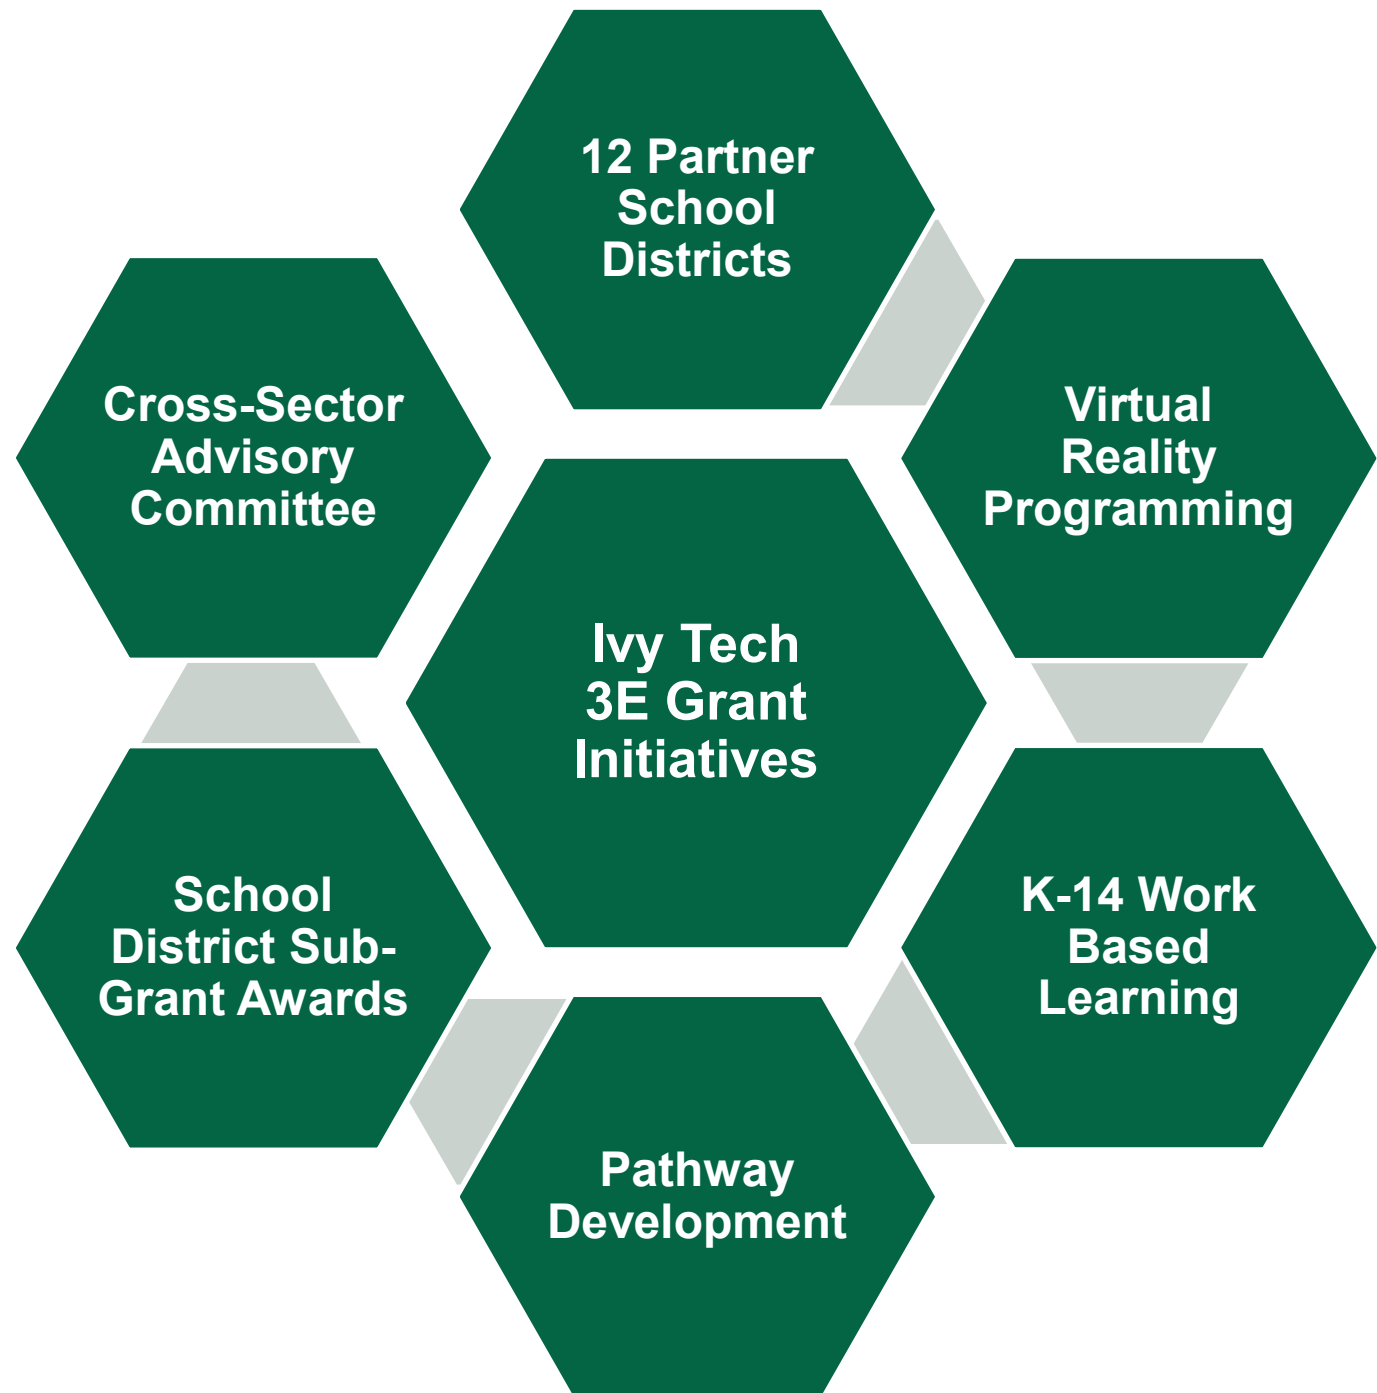 12 Partner
School
Districts
Cross-Sector
Advisory
Committee
Virtual
Reality
Programming
Ivy Tech
3E Grant
Initiatives
School
District Sub-
Grant Awards
K-14 Work
Based
Learning
Pathway
Development